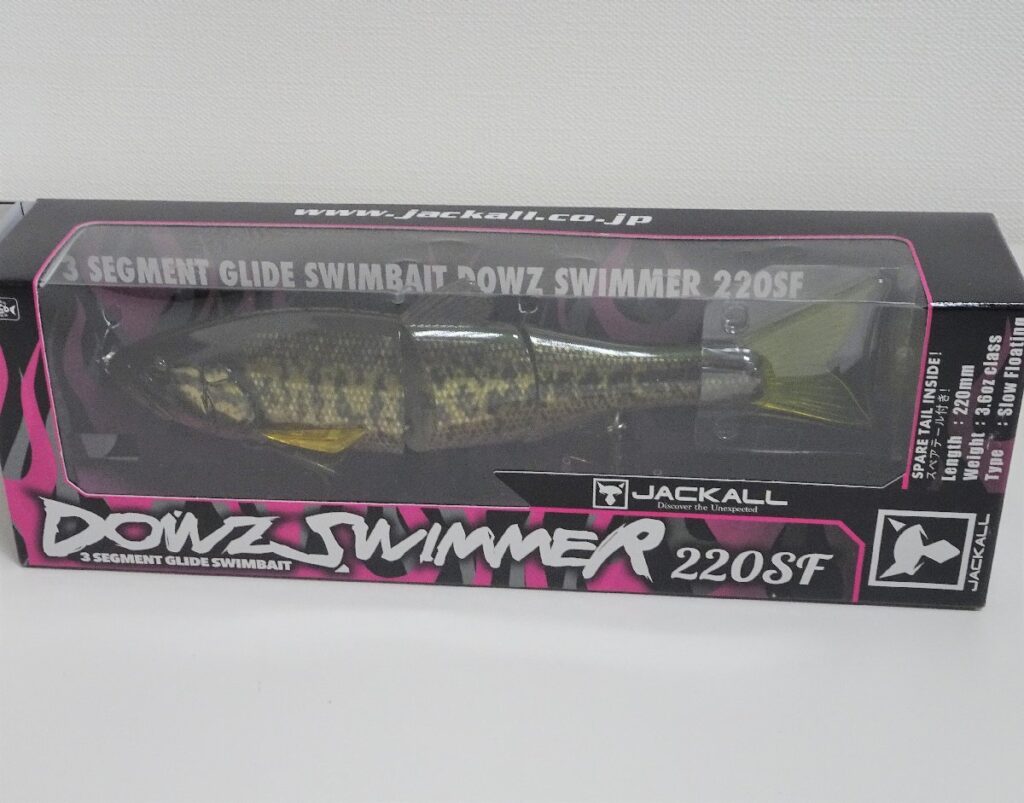 www.jackall.co.jp
3 SEGMENT GLIDE SWIMBAIT DOWZ SWIMMER 220SF
SPARE TAIL INSIDE!
スペアテール付き!
Length : 220mm
Weight : 3.6oz class
Type : Slow Floating
JACKALL
Discover the Unexpected
DOWZ SWIMMER 220SF
3 SEGMENT GLIDE SWIMBAIT
JACKALL